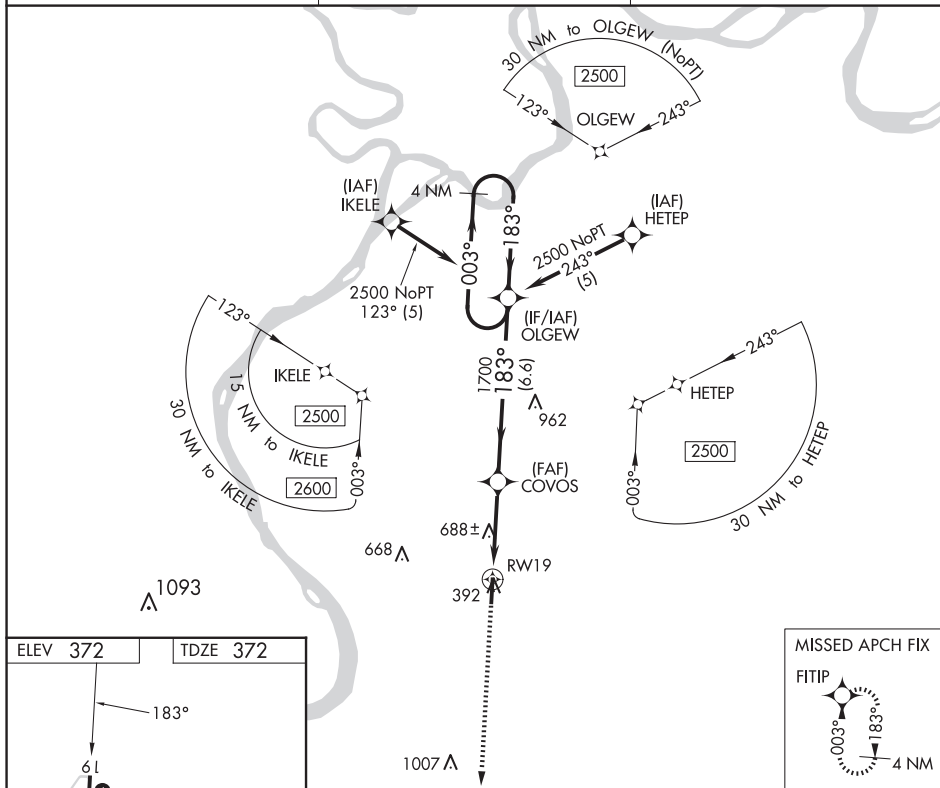 30 NM to OLGEW (NoPT)
2500
123°
243°
OLGEW
(IAF)
IKELE
4 NM
183°
003°
(IAF)
HETEP
2500 NoPT
243°
(5)
2500 NoPT
123° (5)
(IF/IAF)
OLGEW
123°
IKELE
2500
15 NM to IKELE
2600
30 NM to IKELE
003°
1700
183°
(6.6)
962
243°
HETEP
2500
003°
30 NM to HETEP
(FAF)
COVOS
688±
668
RW19
392
1093
ELEV 372
TDZE 372
183°
19
1007
MISSED APCH FIX
FITIP
003°
183°
4 NM